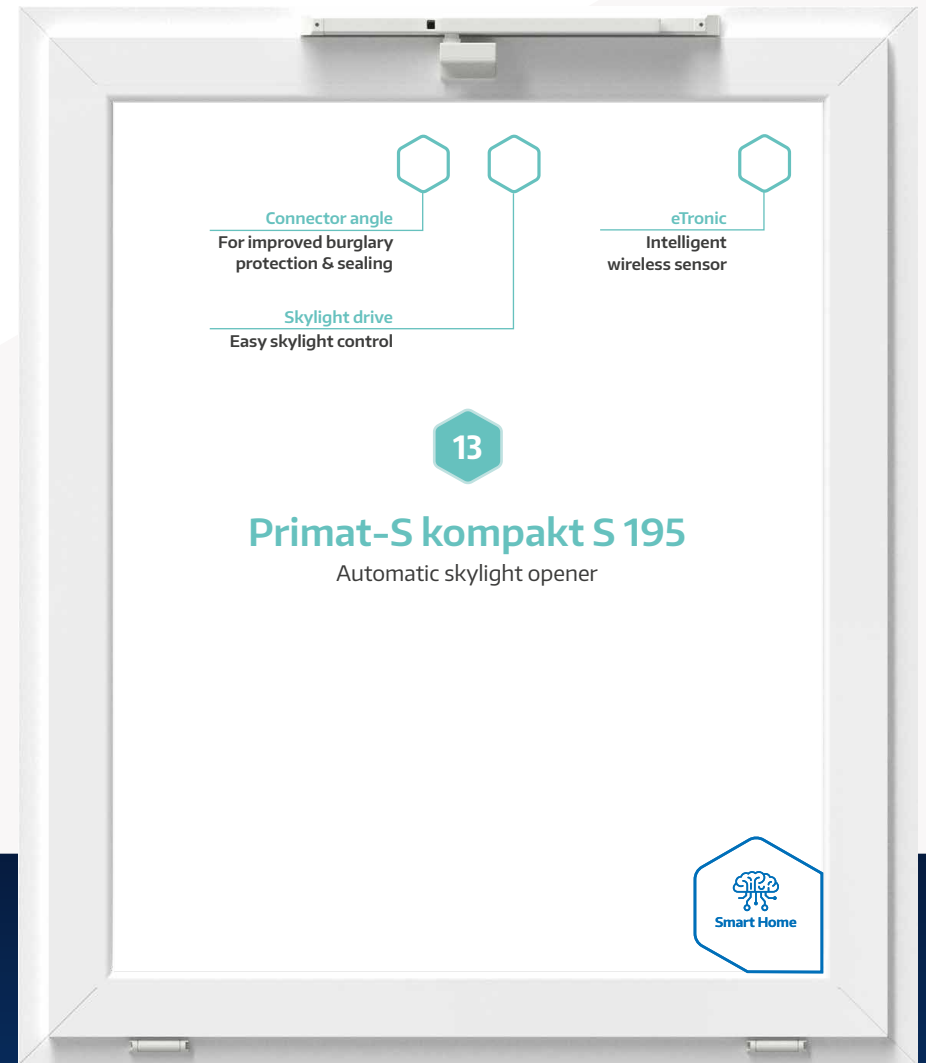 Connector angle
For improved burglary
protection & sealing
eTronic
Intelligent
wireless sensor
Skylight drive
Easy skylight control
13
Primat-S kompakt S 195
Automatic skylight opener
Smart Home